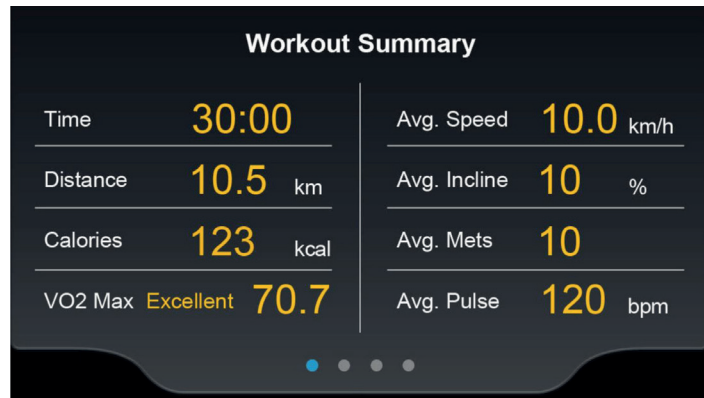 Workout Summary
Time 30:00
Distance 10.5 km
Calories 123 kcal
VO2 Max Excellent 70.7
Avg. Speed 10.0 km/h
Avg. Incline 10 %
Avg. Mets 10
Avg. Pulse 120 bpm